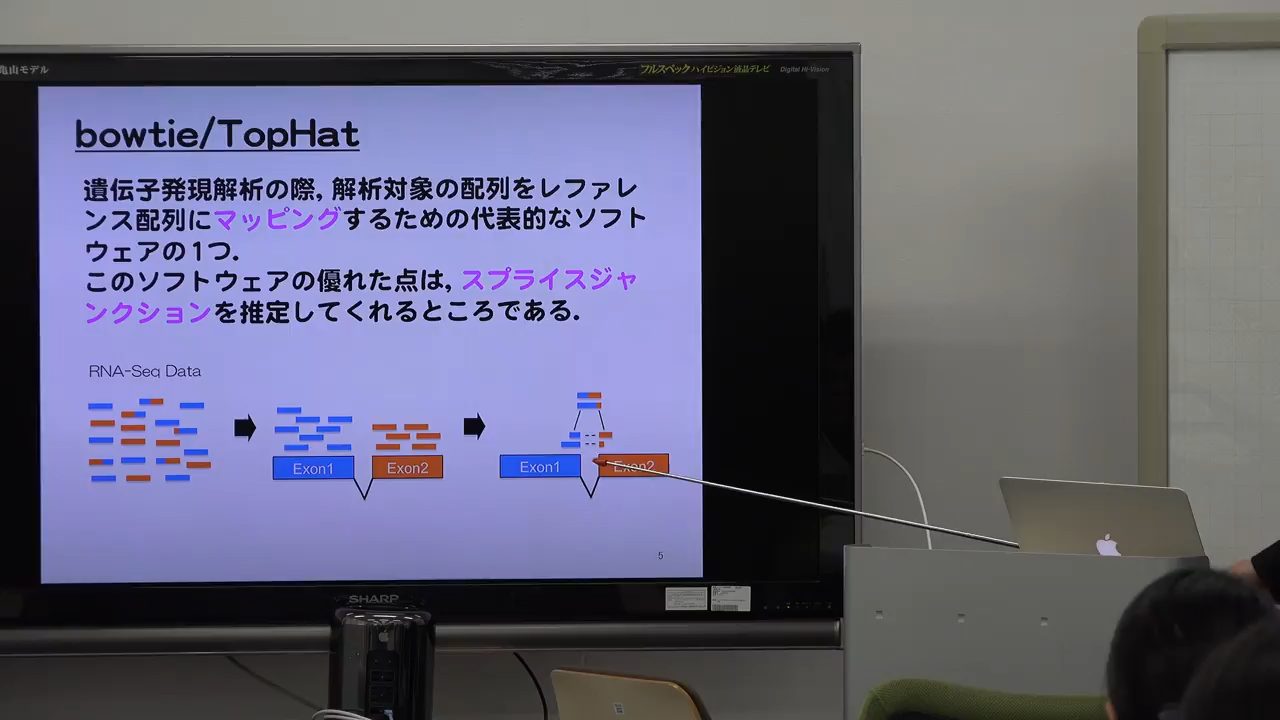 亀山モデル
フルスペックハイビジョン液晶テレビ Digital Hi-Vision
bowtie/TopHat
遺伝子発現解析の際, 解析対象の配列をレファレ
ンス配列にマッピングするための代表的なソフト
ウェアの1つ.
このソフトウェアの優れた点は, スプライスジャ
ンクションを推定してくれるところである.
RNA-Seq Data
Exon1 Exon2 Exon1 Exon2
5
SHARP